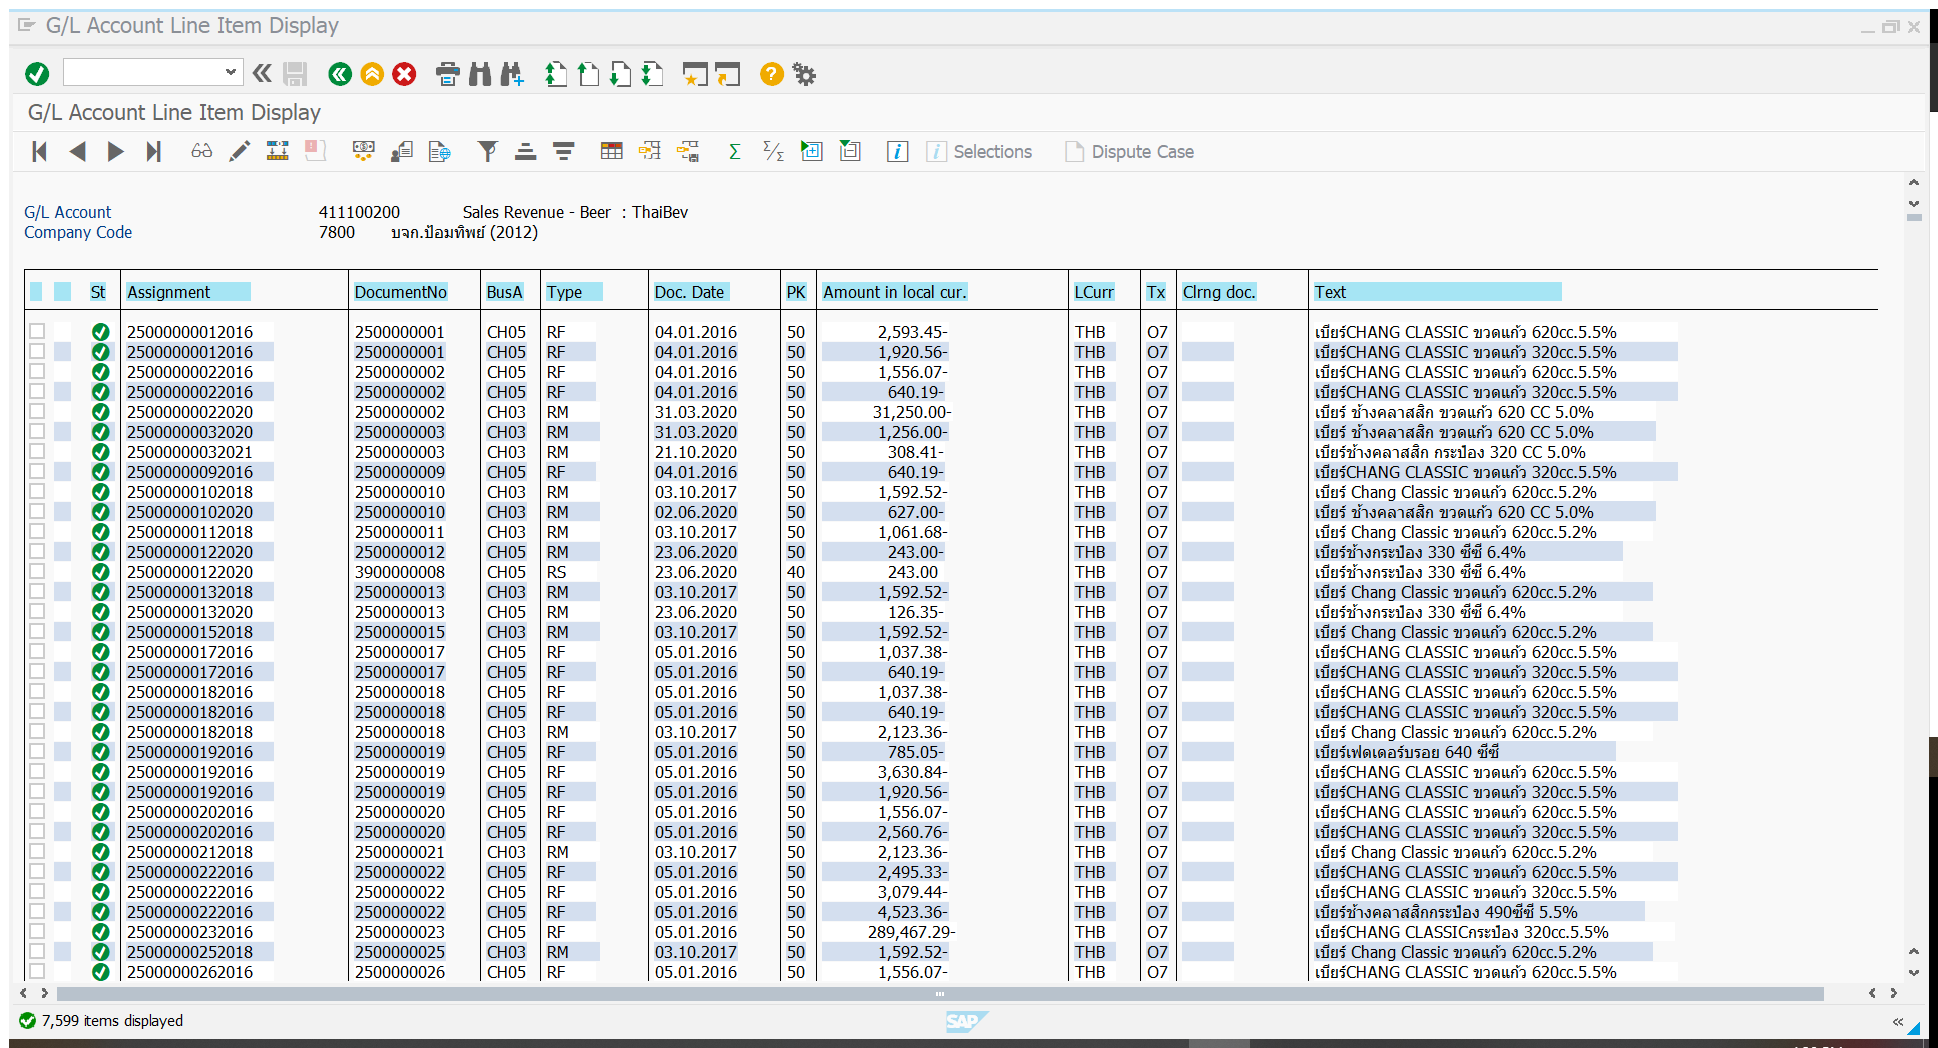 G/L Account Line Item Display
G/L Account Line Item Display
Selections Dispute Case
G/L Account 411100200 Sales Revenue - Beer : ThaiBev
Company Code 7800 บจก.ป้อมทิพย์ (2012)
St Assignment DocumentNo BusA Type Doc. Date PK Amount in local cur. LCurr Tx Clrng doc. Text
25000000012016 2500000001 CH05 RF 04.01.2016 50 2,593.45- THB O7 เบียร์CHANG CLASSIC ขวดแก้ว 620cc.5.5%
25000000012016 2500000001 CH05 RF 04.01.2016 50 1,920.56- THB O7 เบียร์CHANG CLASSIC ขวดแก้ว 320cc.5.5%
25000000022016 2500000002 CH05 RF 04.01.2016 50 1,556.07- THB O7 เบียร์CHANG CLASSIC ขวดแก้ว 620cc.5.5%
25000000022016 2500000002 CH05 RF 04.01.2016 50 640.19- THB O7 เบียร์CHANG CLASSIC ขวดแก้ว 320cc.5.5%
25000000022020 2500000002 CH03 RM 31.03.2020 50 31,250.00- THB O7 เบียร์ ช้างคลาสสิก ขวดแก้ว 620 CC 5.0%
25000000032020 2500000003 CH03 RM 31.03.2020 50 1,256.00- THB O7 เบียร์ ช้างคลาสสิก ขวดแก้ว 620 CC 5.0%
25000000032021 2500000003 CH03 RM 21.10.2020 50 308.41- THB O7 เบียร์ช้างคลาสสิก กระป๋อง 320 CC 5.0%
25000000092016 2500000009 CH05 RF 04.01.2016 50 640.19- THB O7 เบียร์CHANG CLASSIC ขวดแก้ว 320cc.5.5%
25000000102018 2500000010 CH03 RM 03.10.2017 50 1,592.52- THB O7 เบียร์ Chang Classic ขวดแก้ว 620cc.5.2%
25000000102020 2500000010 CH03 RM 02.06.2020 50 627.00- THB O7 เบียร์ ช้างคลาสสิก ขวดแก้ว 620 CC 5.0%
25000000112018 2500000011 CH03 RM 03.10.2017 50 1,061.68- THB O7 เบียร์ Chang Classic ขวดแก้ว 620cc.5.2%
25000000122020 2500000012 CH05 RM 23.06.2020 50 243.00- THB O7 เบียร์ช้างกระป๋อง 330 ซีซี 6.4%
25000000122020 3900000008 CH05 RS 23.06.2020 40 243.00 THB O7 เบียร์ช้างกระป๋อง 330 ซีซี 6.4%
25000000132018 2500000013 CH03 RM 03.10.2017 50 1,592.52- THB O7 เบียร์ Chang Classic ขวดแก้ว 620cc.5.2%
25000000132020 2500000013 CH05 RM 23.06.2020 50 126.35- THB O7 เบียร์ช้างกระป๋อง 330 ซีซี 6.4%
25000000152018 2500000015 CH03 RM 03.10.2017 50 1,592.52- THB O7 เบียร์ Chang Classic ขวดแก้ว 620cc.5.2%
25000000172016 2500000017 CH05 RF 05.01.2016 50 1,037.38- THB O7 เบียร์CHANG CLASSIC ขวดแก้ว 620cc.5.5%
25000000172016 2500000017 CH05 RF 05.01.2016 50 640.19- THB O7 เบียร์CHANG CLASSIC ขวดแก้ว 320cc.5.5%
25000000182016 2500000018 CH05 RF 05.01.2016 50 1,037.38- THB O7 เบียร์CHANG CLASSIC ขวดแก้ว 620cc.5.5%
25000000182016 2500000018 CH05 RF 05.01.2016 50 640.19- THB O7 เบียร์CHANG CLASSIC ขวดแก้ว 320cc.5.5%
25000000182018 2500000018 CH03 RM 03.10.2017 50 2,123.36- THB O7 เบียร์ Chang Classic ขวดแก้ว 620cc.5.2%
25000000192016 2500000019 CH05 RF 05.01.2016 50 785.05- THB O7 เบียร์เฟดเดอร์บรอย 640 ซีซี
25000000192016 2500000019 CH05 RF 05.01.2016 50 3,630.84- THB O7 เบียร์CHANG CLASSIC ขวดแก้ว 620cc.5.5%
25000000192016 2500000019 CH05 RF 05.01.2016 50 1,920.56- THB O7 เบียร์CHANG CLASSIC ขวดแก้ว 320cc.5.5%
25000000202016 2500000020 CH05 RF 05.01.2016 50 1,556.07- THB O7 เบียร์CHANG CLASSIC ขวดแก้ว 620cc.5.5%
25000000202016 2500000020 CH05 RF 05.01.2016 50 2,560.76- THB O7 เบียร์CHANG CLASSIC ขวดแก้ว 320cc.5.5%
25000000212018 2500000021 CH03 RM 03.10.2017 50 2,123.36- THB O7 เบียร์ Chang Classic ขวดแก้ว 620cc.5.2%
25000000222016 2500000022 CH05 RF 05.01.2016 50 2,495.33- THB O7 เบียร์CHANG CLASSIC ขวดแก้ว 620cc.5.5%
25000000222016 2500000022 CH05 RF 05.01.2016 50 3,079.44- THB O7 เบียร์CHANG CLASSIC ขวดแก้ว 320cc.5.5%
25000000222016 2500000022 CH05 RF 05.01.2016 50 4,523.36- THB O7 เบียร์ช้างคลาสสิกกระป๋อง 490ซีซี 5.5%
25000000232016 2500000023 CH05 RF 05.01.2016 50 289,467.29- THB O7 เบียร์CHANG CLASSICกระป๋อง 320cc.5.5%
25000000252018 2500000025 CH03 RM 03.10.2017 50 1,592.52- THB O7 เบียร์ Chang Classic ขวดแก้ว 620cc.5.2%
25000000262016 2500000026 CH05 RF 05.01.2016 50 1,556.07- THB O7 เบียร์CHANG CLASSIC ขวดแก้ว 620cc.5.5%
7,599 items displayed SAP